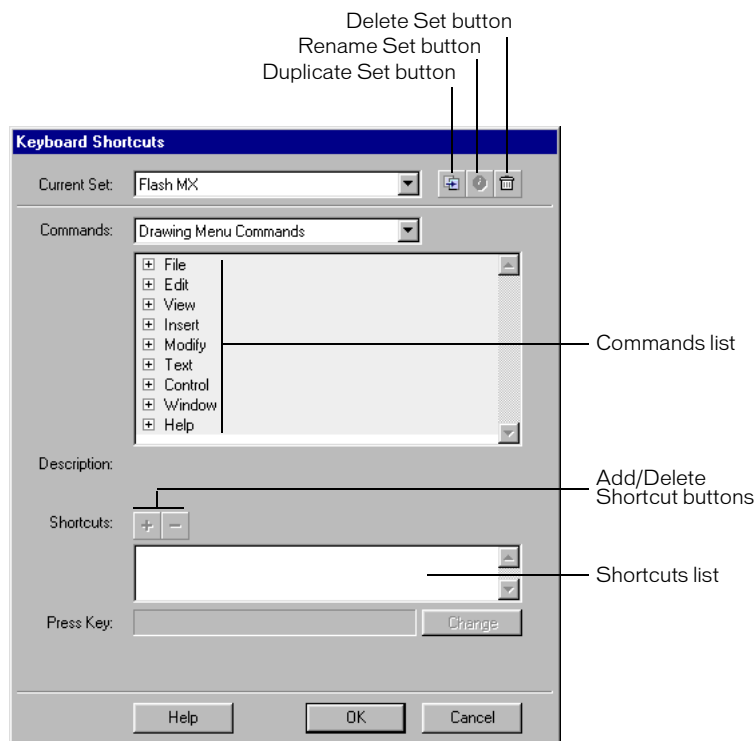 Delete Set button
Rename Set button
Duplicate Set button
Keyboard Shortcuts
Current Set: Flash MX
Commands: Drawing Menu Commands
File
Edit
View
Insert
Modify
Text
Control
Window
Help
Commands list
Description:
Add/Delete
Shortcut buttons
Shortcuts:
Shortcuts list
Press Key: Change
Help OK Cancel